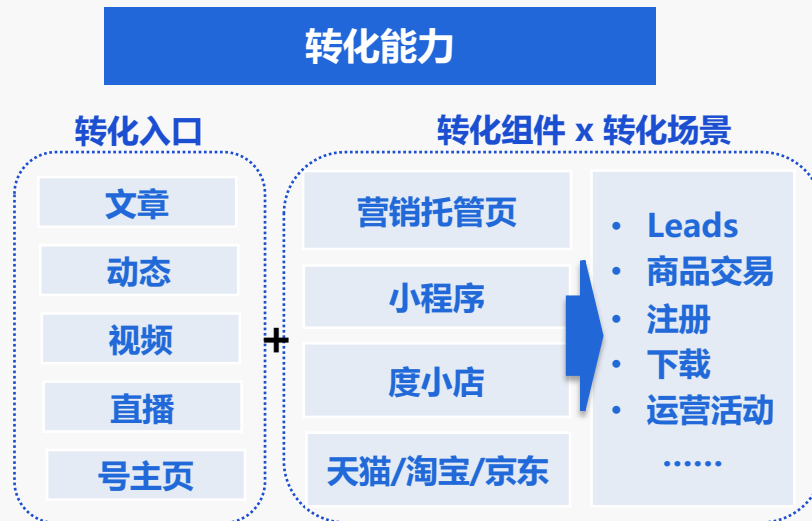 转化能力
转化入口
文章
动态
视频
直播
号主页
+
转化组件 x 转化场景
营销托管页
小程序
度小店
天猫/淘宝/京东
• Leads
• 商品交易
• 注册
• 下载
• 运营活动
······